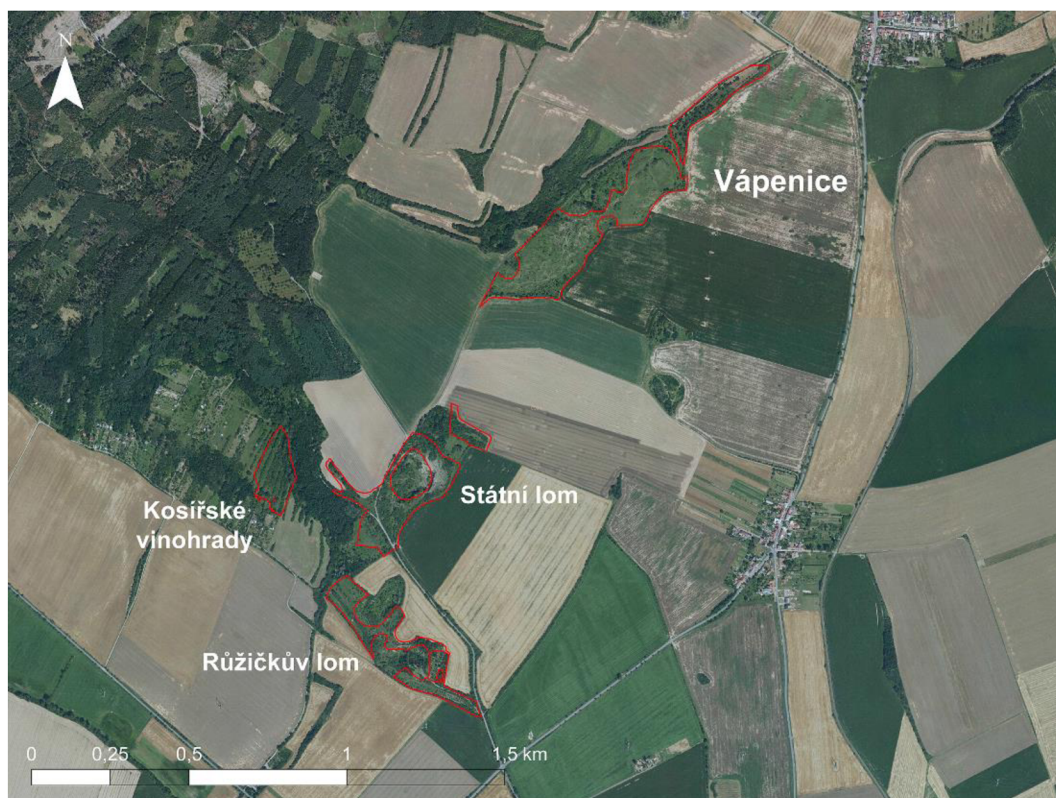 N
Vápenice
Státní lom
Kosířské
vinohrady
Růžičkův lom
0 0,25 0,5 1 1,5 km